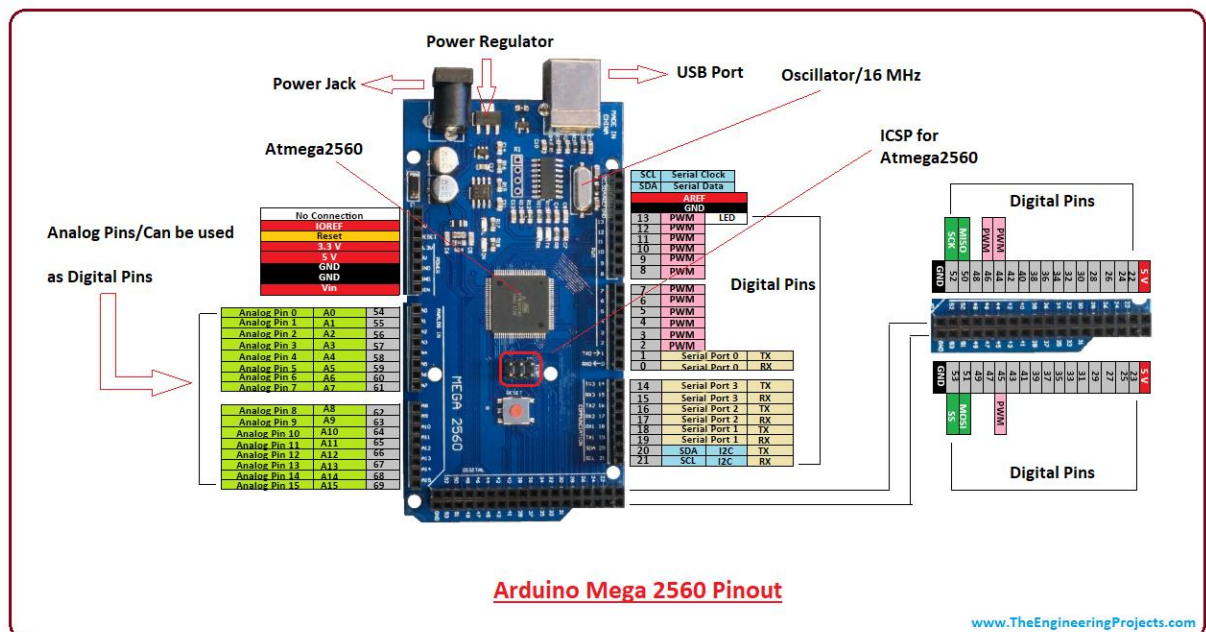 Power Regulator
Power Jack
USB Port
Oscillator/16 MHz
Atmega2560
ICSP for
Atmega2560
Analog Pins/Can be used
as Digital Pins
No Connection
IOREF
Reset
3.3 V
5 V
GND
GND
Vin
Analog Pin 0 A0 54
Analog Pin 1 A1 55
Analog Pin 2 A2 56
Analog Pin 3 A3 57
Analog Pin 4 A4 58
Analog Pin 5 A5 59
Analog Pin 6 A6 60
Analog Pin 7 A7 61
Analog Pin 8 A8 62
Analog Pin 9 A9 63
Analog Pin 10 A10 64
Analog Pin 11 A11 65
Analog Pin 12 A12 66
Analog Pin 13 A13 67
Analog Pin 14 A14 68
Analog Pin 15 A15 69
MADE IN
CHINA
POWER
ANALOG IN
MEGA 2560
RESET
COMMUNICATION
DIGITAL
SCL Serial Clock
SDA Serial Data
AREF
GND
13 PWM LED
12 PWM
11 PWM
10 PWM
9 PWM
8 PWM
7 PWM
6 PWM
5 PWM
4 PWM
3 PWM
2 PWM
1 Serial Port 0 TX
0 Serial Port 0 RX
14 Serial Port 3 TX
15 Serial Port 3 RX
16 Serial Port 2 TX
17 Serial Port 2 RX
18 Serial Port 1 TX
19 Serial Port 1 RX
20 SDA I2C TX
21 SCL I2C RX
Digital Pins
Digital Pins
SCK MISO PWM PWM
GND 52 50 48 46 44 42 40 38 36 34 32 30 28 26 24 22 5 V
GND 53 51 49 47 45 43 41 39 37 35 33 31 29 27 25 23 5 V
SS MOSI PWM
Digital Pins
Arduino Mega 2560 Pinout
www.TheEngineeringProjects.com